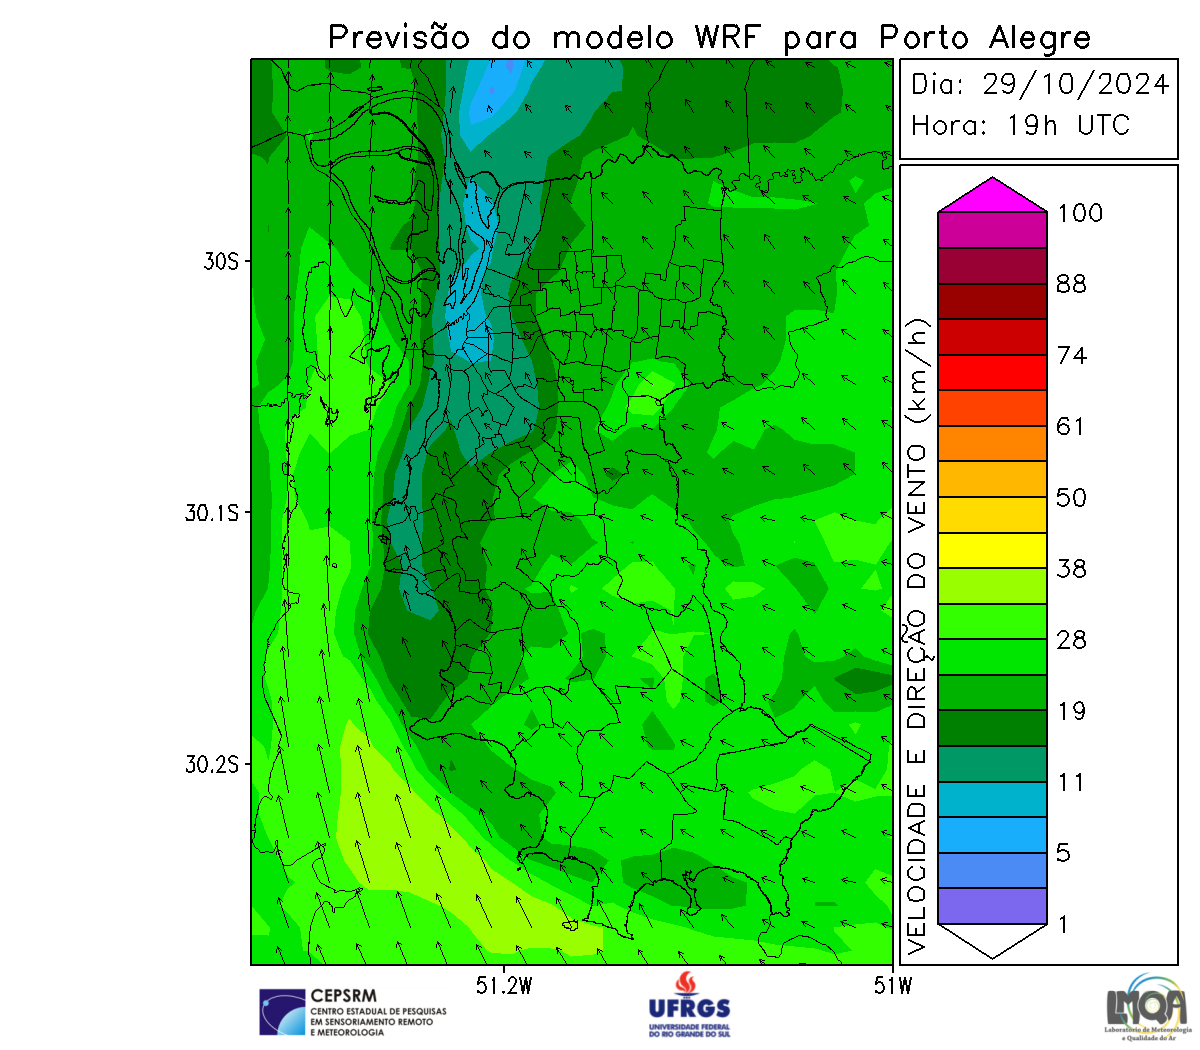 Previsão do modelo WRF para Porto Alegre
Dia: 29/10/2024
Hora: 19h UTC
30S
30.1S
30.2S
51.2W
51W
VELOCIDADE E DIREÇÃO DO VENTO (km/h)
100
88
74
61
50
38
28
19
11
5
1
CEPSRM
CENTRO ESTADUAL DE PESQUISAS
EM SENSORIAMENTO REMOTO
E METEOROLOGIA
UFRGS
UNIVERSIDADE FEDERAL
DO RIO GRANDE DO SUL
LMQA
Laboratório de Meteorologia
e Qualidade do Ar